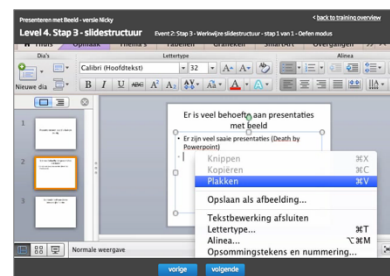 Presenteren met Beeld - versie Nicky
< back to training overview
Level 4. Stap 3 - slidestructuur
Event 2: Stap 3 - Werkwijze slidestructuur - stap 1 van 1 - Oefen modus
Thuis Opmaak Thema's Tabellen Grafieken SmartArt Overgangen
Dia's Lettertype Alinea
Calibri (Hoofdtekst) 32
Nieuwe dia
B I U ABC
1
2
3
Er is veel behoefte aan presentaties
met beeld
• Er zijn veel saaie presentaties (Death by
Powerpoint)
Knippen ⌘X
Kopiëren ⌘C
Plakken ⌘V
Opslaan als afbeelding...
Tekstbewerking afsluiten
Lettertype... ⌘T
Alinea... ⌥⌘M
Opsommingstekens en nummering...
Normale weergave
vorige volgende